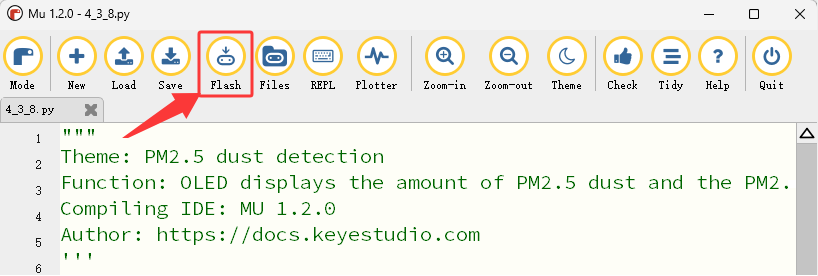 Mu 1.2.0 - 4_3_8.py
Mode New Load Save Flash Files REPL Plotter Zoom-in Zoom-out Theme Check Tidy Help Quit
4_3_8.py
1 """
2 Theme: PM2.5 dust detection
3 Function: OLED displays the amount of PM2.5 dust and the PM2.
4 Compiling IDE: MU 1.2.0
5 Author: https://docs.keyestudio.com
6 '''